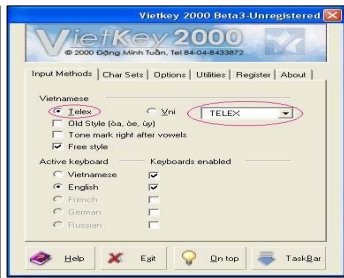 Vietkey 2000 Beta3-Unregistered
VietKey 2000
© 2000 Đặng Minh Tuấn, Tel 84-04-8433872
Input Methods Char Sets Options Utilities Register About
Vietnamese
Telex Vni TELEX
Old Style (òa, òe, ùy)
Tone mark right after vowels
Free style
Active keyboard Keyboards enabled
Vietnamese
English
French
German
Russian
Help Exit On top TaskBar